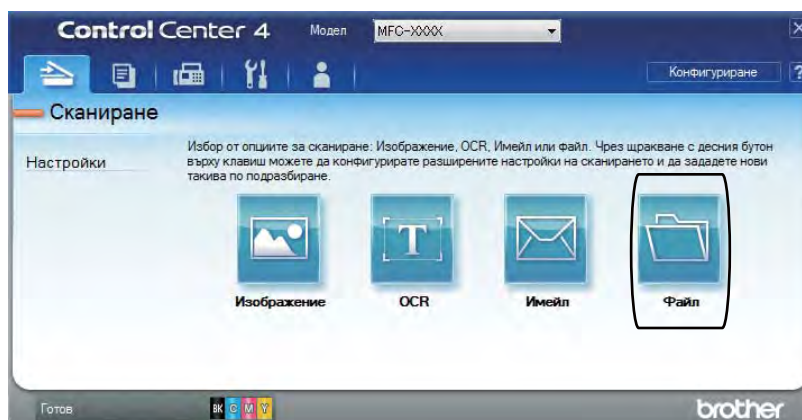 Control Center 4
Модел
MFC-XXXX
Конфигуриране
?
Сканиране
Настройки
Избор от опциите за сканиране: Изображение, OCR, Имейл или файл. Чрез щракване с десния бутон
върху клавиш можете да конфигурирате разширените настройки на сканирането и да зададете нови
такива по подразбиране.
T
Изображение
OCR
Имейл
Файл
Готов
BK C M Y
brother